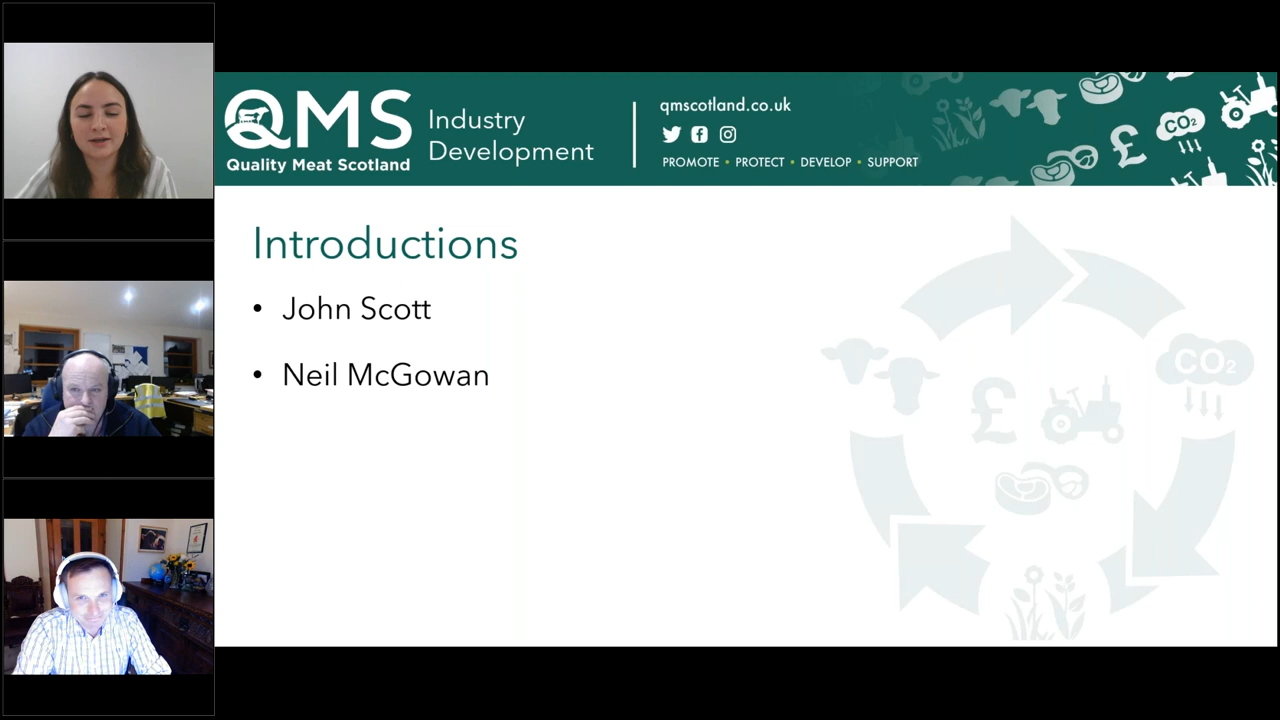 QMS
Quality Meat Scotland
Industry
Development
qmscotland.co.uk
PROMOTE • PROTECT • DEVELOP • SUPPORT
£
CO₂
Introductions
• John Scott
• Neil McGowan
CO₂
£